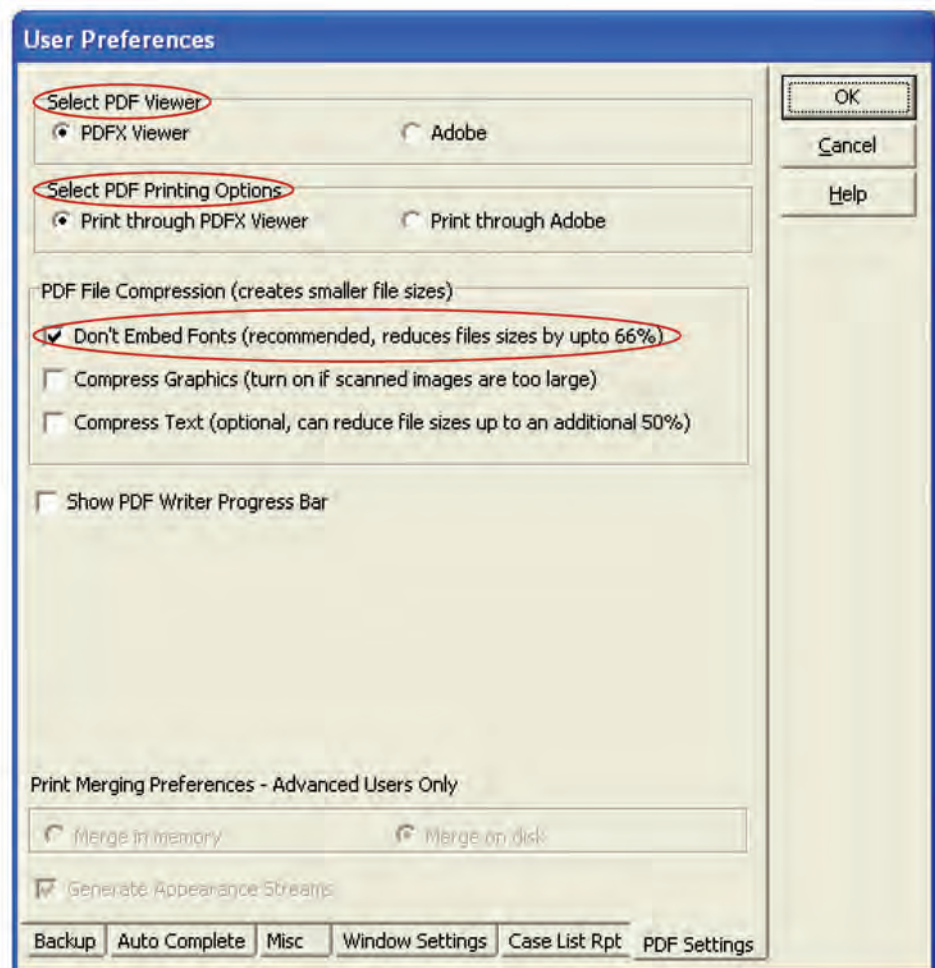 User Preferences
Select PDF Viewer
PDFX Viewer
Adobe
OK
Cancel
Select PDF Printing Options
Print through PDFX Viewer
Print through Adobe
Help
PDF File Compression (creates smaller file sizes)
Don't Embed Fonts (recommended, reduces files sizes by upto 66%)
Compress Graphics (turn on if scanned images are too large)
Compress Text (optional, can reduce file sizes up to an additional 50%)
Show PDF Writer Progress Bar
Print Merging Preferences - Advanced Users Only
Merge in memory
Merge on disk
Generate Appearance Streams
Backup
Auto Complete
Misc
Window Settings
Case List Rpt
PDF Settings